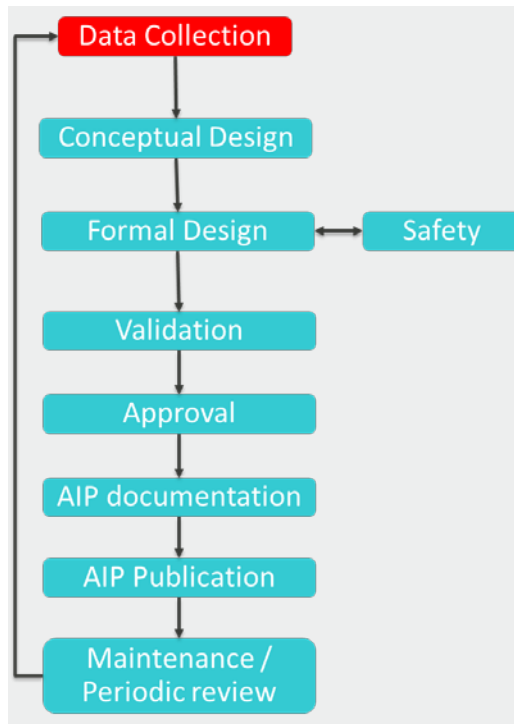 Data Collection
Conceptual Design
Formal Design
Safety
Validation
Approval
AIP documentation
AIP Publication
Maintenance /
Periodic review